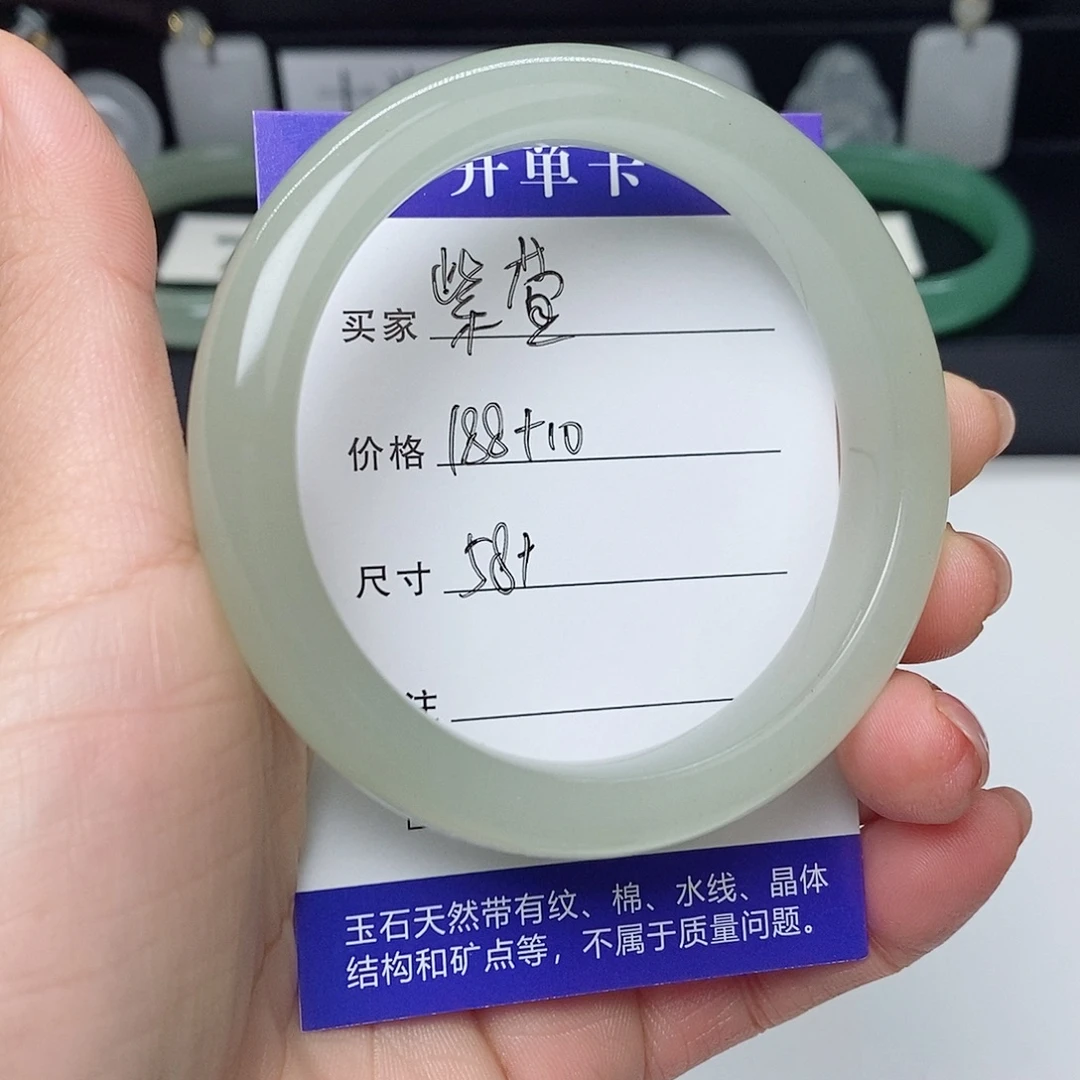 开单卡
买家 柴萱
价格 188+10
尺寸 58+
注
玉石天然带有纹、棉、水线、晶体
结构和矿点等，不属于质量问题。